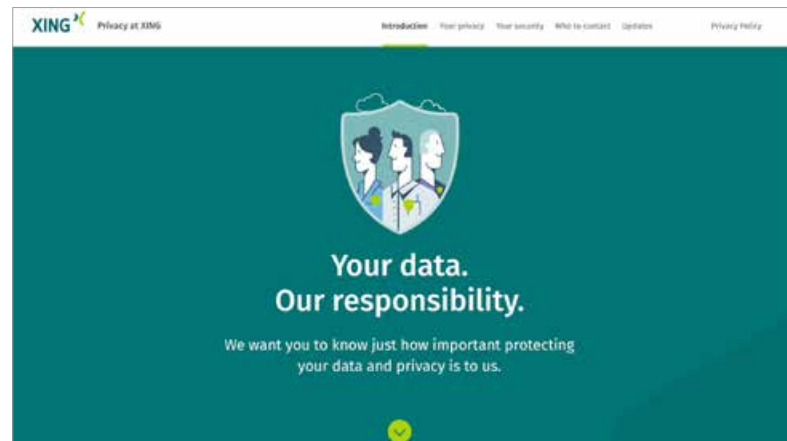 XING
Privacy at XING
Introduction Your privacy Your security Who to contact Updates Privacy Policy
Your data.
Our responsibility.
We want you to know just how important protecting
your data and privacy is to us.